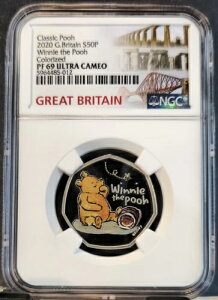 Classic Pooh
2020 G.Britain S50P
Winnie the Pooh
Colorized
PF 69 ULTRA CAMEO
5964485-012
NGC
GREAT BRITAIN
Winnie
the pooh